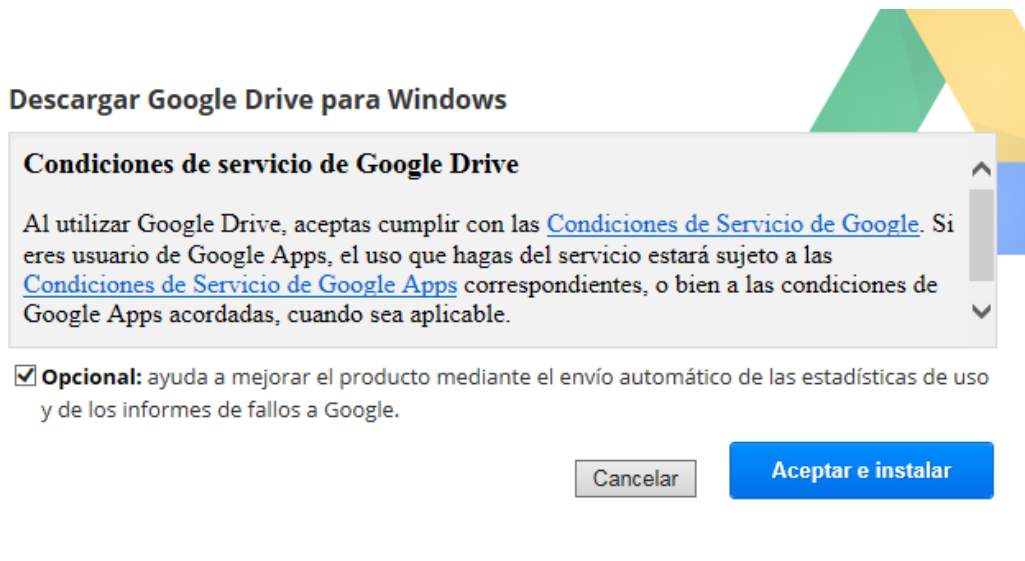 Descargar Google Drive para Windows
Condiciones de servicio de Google Drive
Al utilizar Google Drive, aceptas cumplir con las Condiciones de Servicio de Google. Si
eres usuario de Google Apps, el uso que hagas del servicio estará sujeto a las
Condiciones de Servicio de Google Apps correspondientes, o bien a las condiciones de
Google Apps acordadas, cuando sea aplicable.
Opcional: ayuda a mejorar el producto mediante el envío automático de las estadísticas de uso
y de los informes de fallos a Google.
Cancelar
Aceptar e instalar